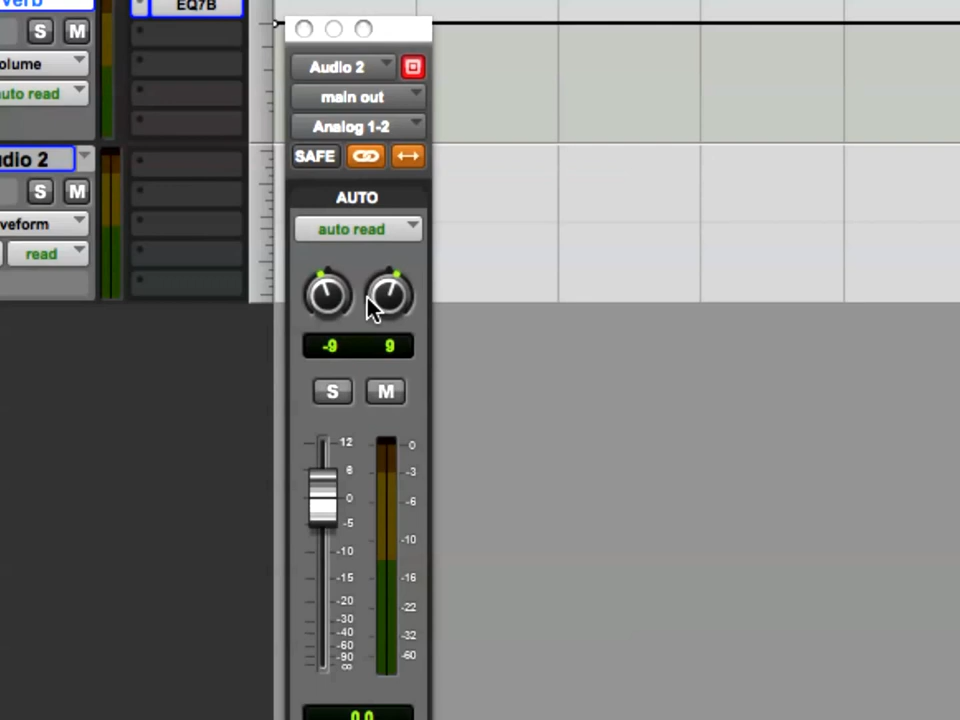 verb
EQ7B
S M
olume
auto read
dio 2
S M
veform
read
Audio 2
main out
Analog 1-2
SAFE
AUTO
auto read
-9 9
S M
12 0
6 -3
0 -6
-5
-10 -10
-15 -16
-20 -22
-30
-40 -32
-60
-90 -60
∞
0.0